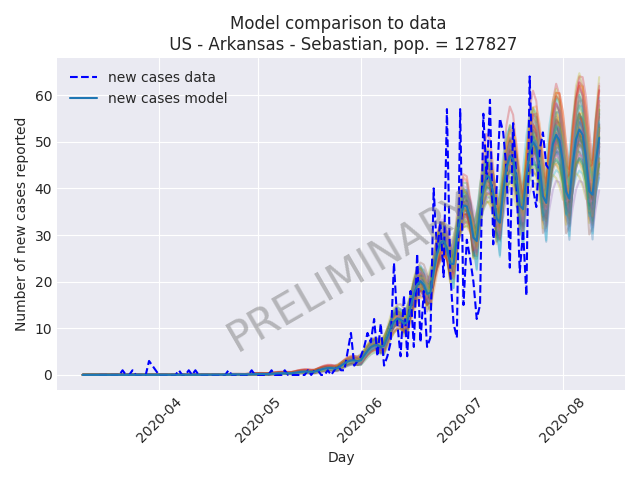 Model comparison to data
US - Arkansas - Sebastian, pop. = 127827
new cases data
new cases model
PRELIMINARY
Number of new cases reported
60
50
40
30
20
10
0
2020-04
2020-05
2020-06
2020-07
2020-08
Day